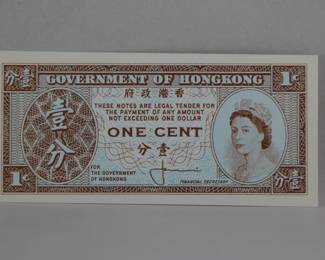 分 GOVERNMENT OF HONGKONG 1¢
府政港香
THESE NOTES ARE LEGAL TENDER FOR
THE PAYMENT OF ANY AMOUNT
NOT EXCEEDING ONE DOLLAR
壹分
ONE CENT
分壹
FOR
THE GOVERNMENT
OF HONGKONG
FINANCIAL SECRETARY
1¢
分壹